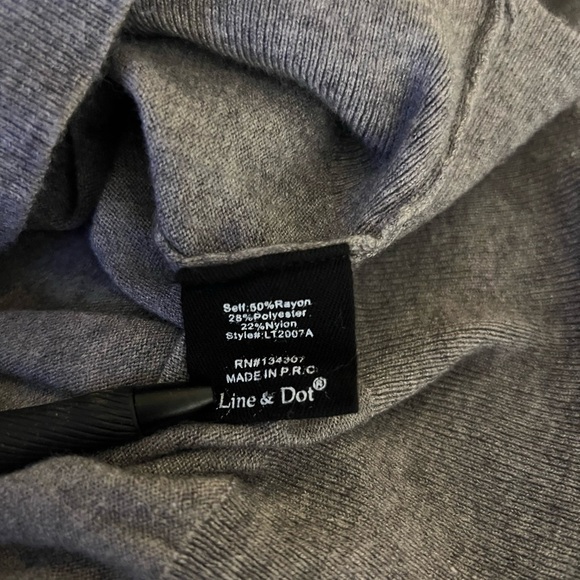 Self:50%Rayon
28%Polyester
22%Nylon
Style#:LT2007A
RN#134307
MADE IN P.R.C.
Line & Dot®